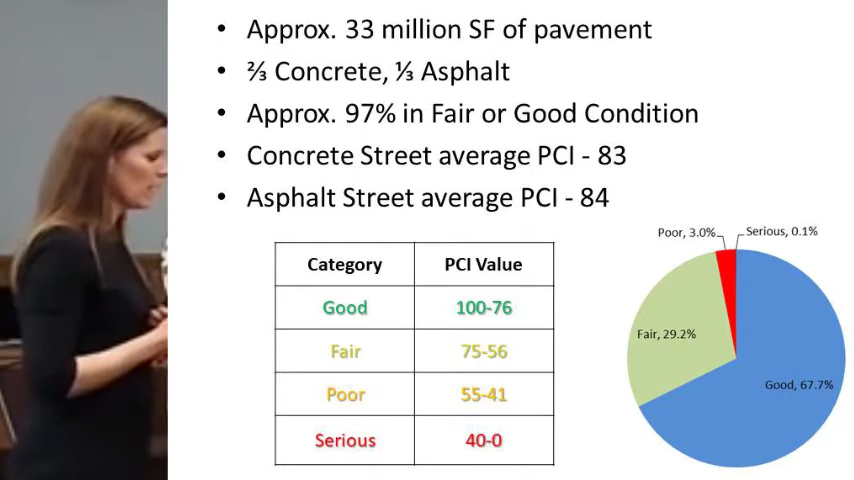 • Approx. 33 million SF of pavement
• ⅔ Concrete, ⅓ Asphalt
• Approx. 97% in Fair or Good Condition
• Concrete Street average PCI - 83
• Asphalt Street average PCI - 84
Category PCI Value
Good 100-76
Fair 75-56
Poor 55-41
Serious 40-0
Poor, 3.0% Serious, 0.1%
Fair, 29.2%
Good, 67.7%